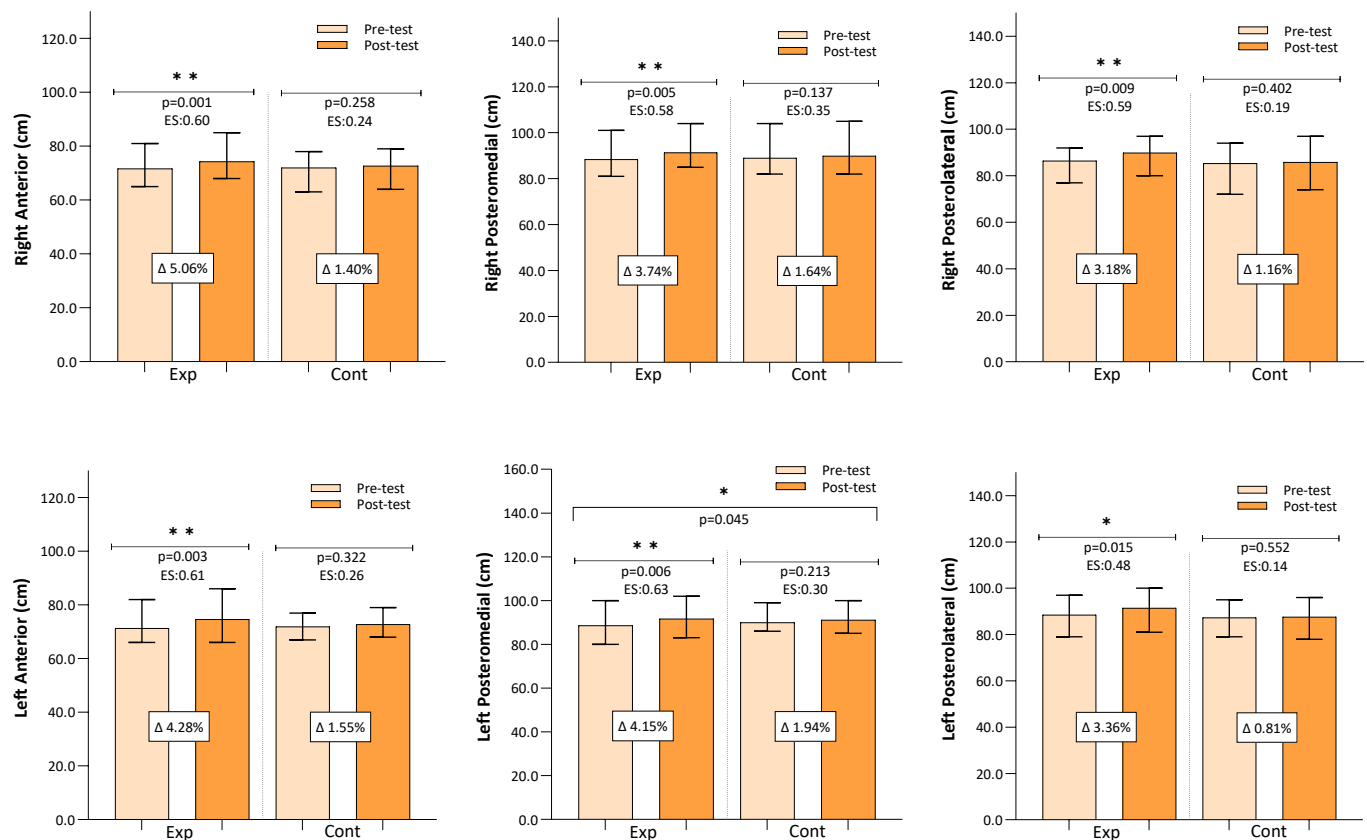 Right Anterior (cm)
120.0
100.0
80.0
60.0
40.0
20.0
0.0
Pre-test
Post-test
**
p=0.001
ES:0.60
p=0.258
ES:0.24
Δ 5.06%
Δ 1.40%
Exp
Cont
Right Posteromedial (cm)
140.0
120.0
100.0
80.0
60.0
40.0
20.0
0.0
Pre-test
Post-test
**
p=0.005
ES:0.58
p=0.137
ES:0.35
Δ 3.74%
Δ 1.64%
Exp
Cont
Right Posterolateral (cm)
140.0
120.0
100.0
80.0
60.0
40.0
20.0
0.0
Pre-test
Post-test
**
p=0.009
ES:0.59
p=0.402
ES:0.19
Δ 3.18%
Δ 1.16%
Exp
Cont
Left Anterior (cm)
120.0
100.0
80.0
60.0
40.0
20.0
0.0
Pre-test
Post-test
**
p=0.003
ES:0.61
p=0.322
ES:0.26
Δ 4.28%
Δ 1.55%
Exp
Cont
Left Posteromedial (cm)
160.0
140.0
120.0
100.0
80.0
60.0
40.0
20.0
0.0
Pre-test
Post-test
*
p=0.045
**
p=0.006
ES:0.63
p=0.213
ES:0.30
Δ 4.15%
Δ 1.94%
Exp
Cont
Left Posterolateral (cm)
140.0
120.0
100.0
80.0
60.0
40.0
20.0
0.0
Pre-test
Post-test
*
p=0.015
ES:0.48
p=0.552
ES:0.14
Δ 3.36%
Δ 0.81%
Exp
Cont